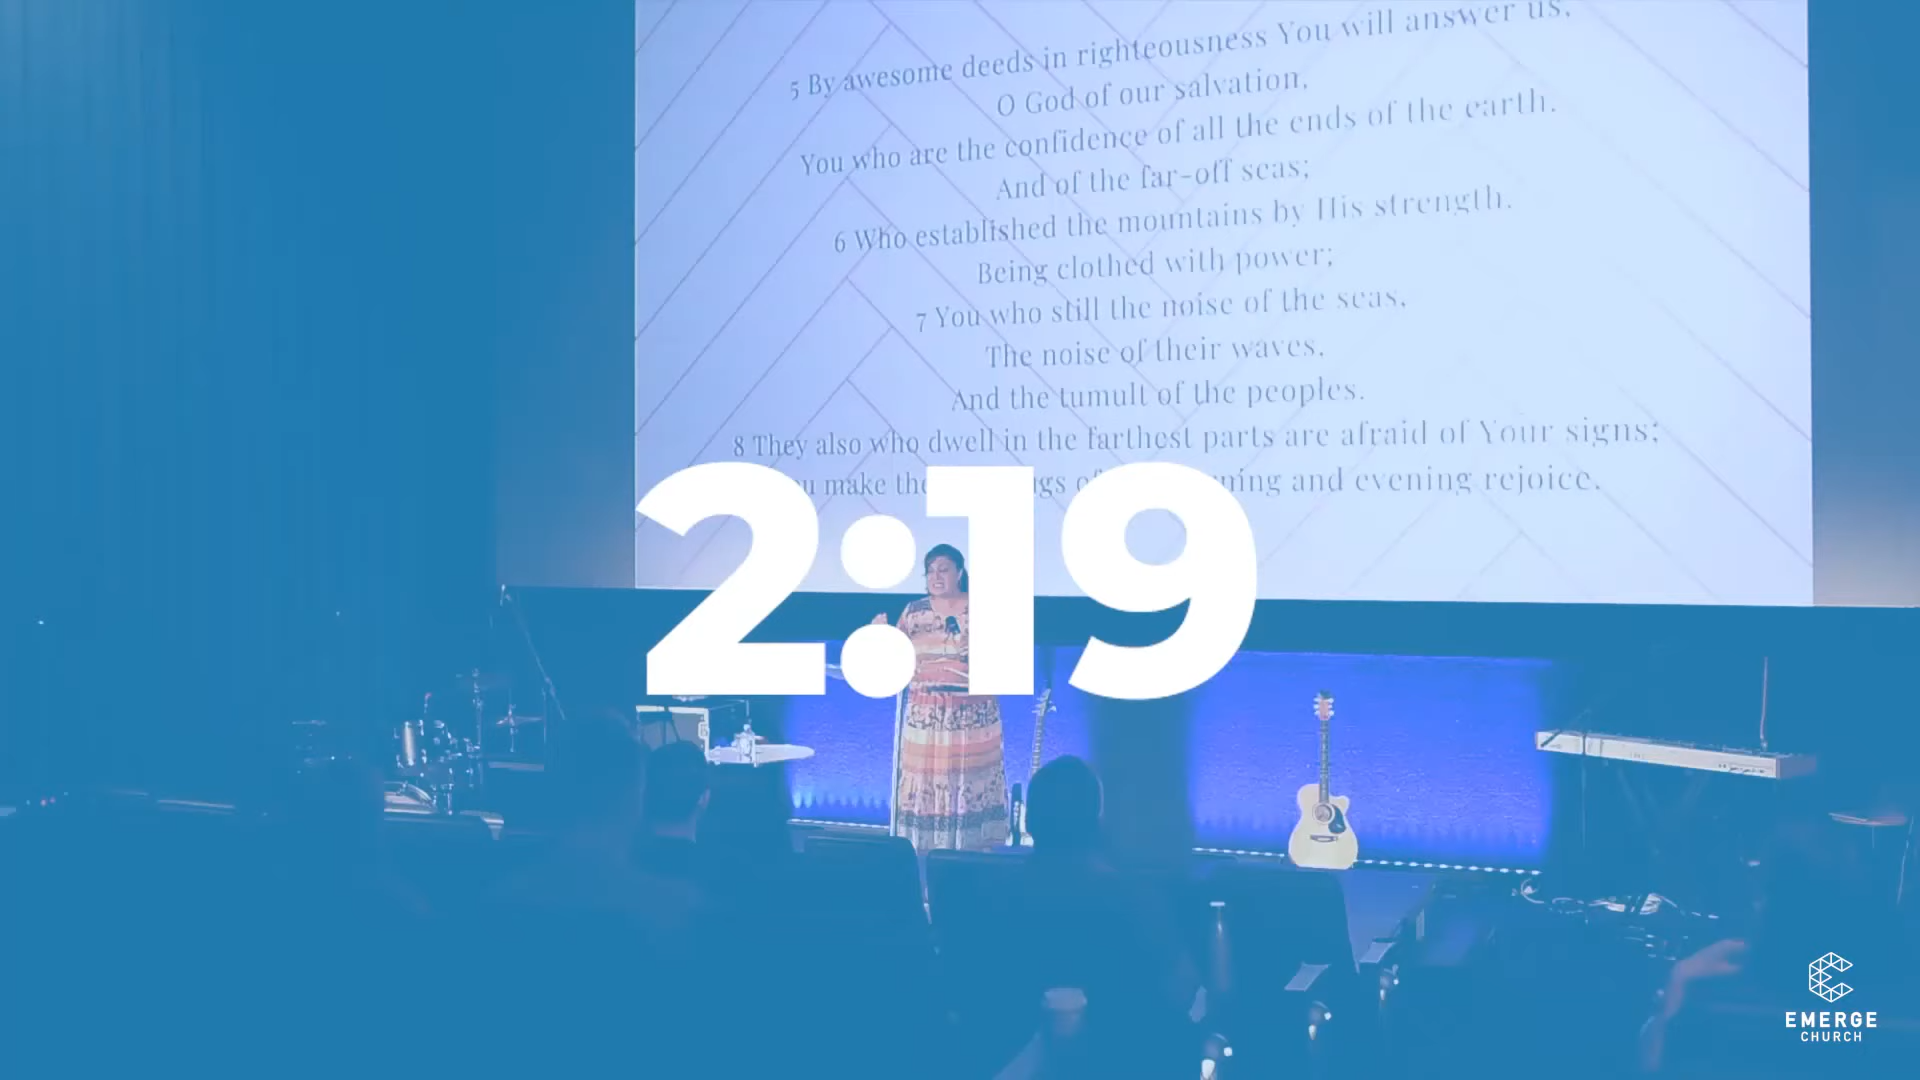 5 By awesome deeds in righteousness You will answer us,
O God of our salvation,
You who are the confidence of all the ends of the earth,
And of the far-off seas;
6 Who established the mountains by His strength,
Being clothed with power;
7 You who still the noise of the seas,
The noise of their waves,
And the tumult of the peoples.
8 They also who dwell in the farthest parts are afraid of Your signs;
make and evening rejoice.
2:19
EMERGE
CHURCH